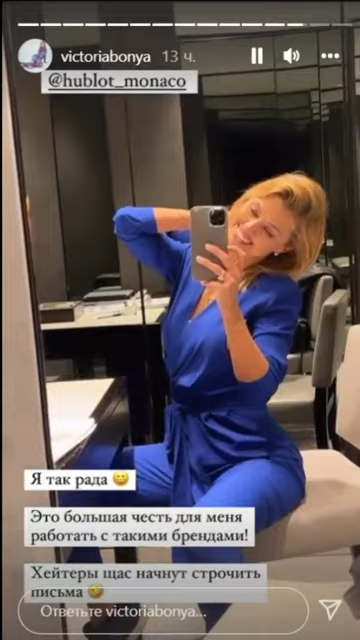 victoriabonya 13 ч.
@hublot_monaco
Я так рада 😄
Это большая честь для меня
работать с такими брендами!
Хейтеры щас начнут строчить
письма 🤣
Ответьте victoriabonya...